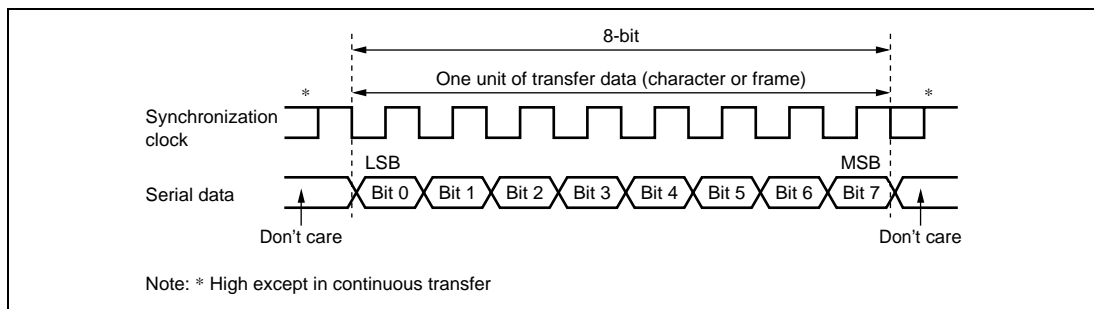 8-bit
One unit of transfer data (character or frame)
* *
Synchronization
clock
LSB MSB
Serial data Bit 0 Bit 1 Bit 2 Bit 3 Bit 4 Bit 5 Bit 6 Bit 7
Don't care Don't care
Note: * High except in continuous transfer